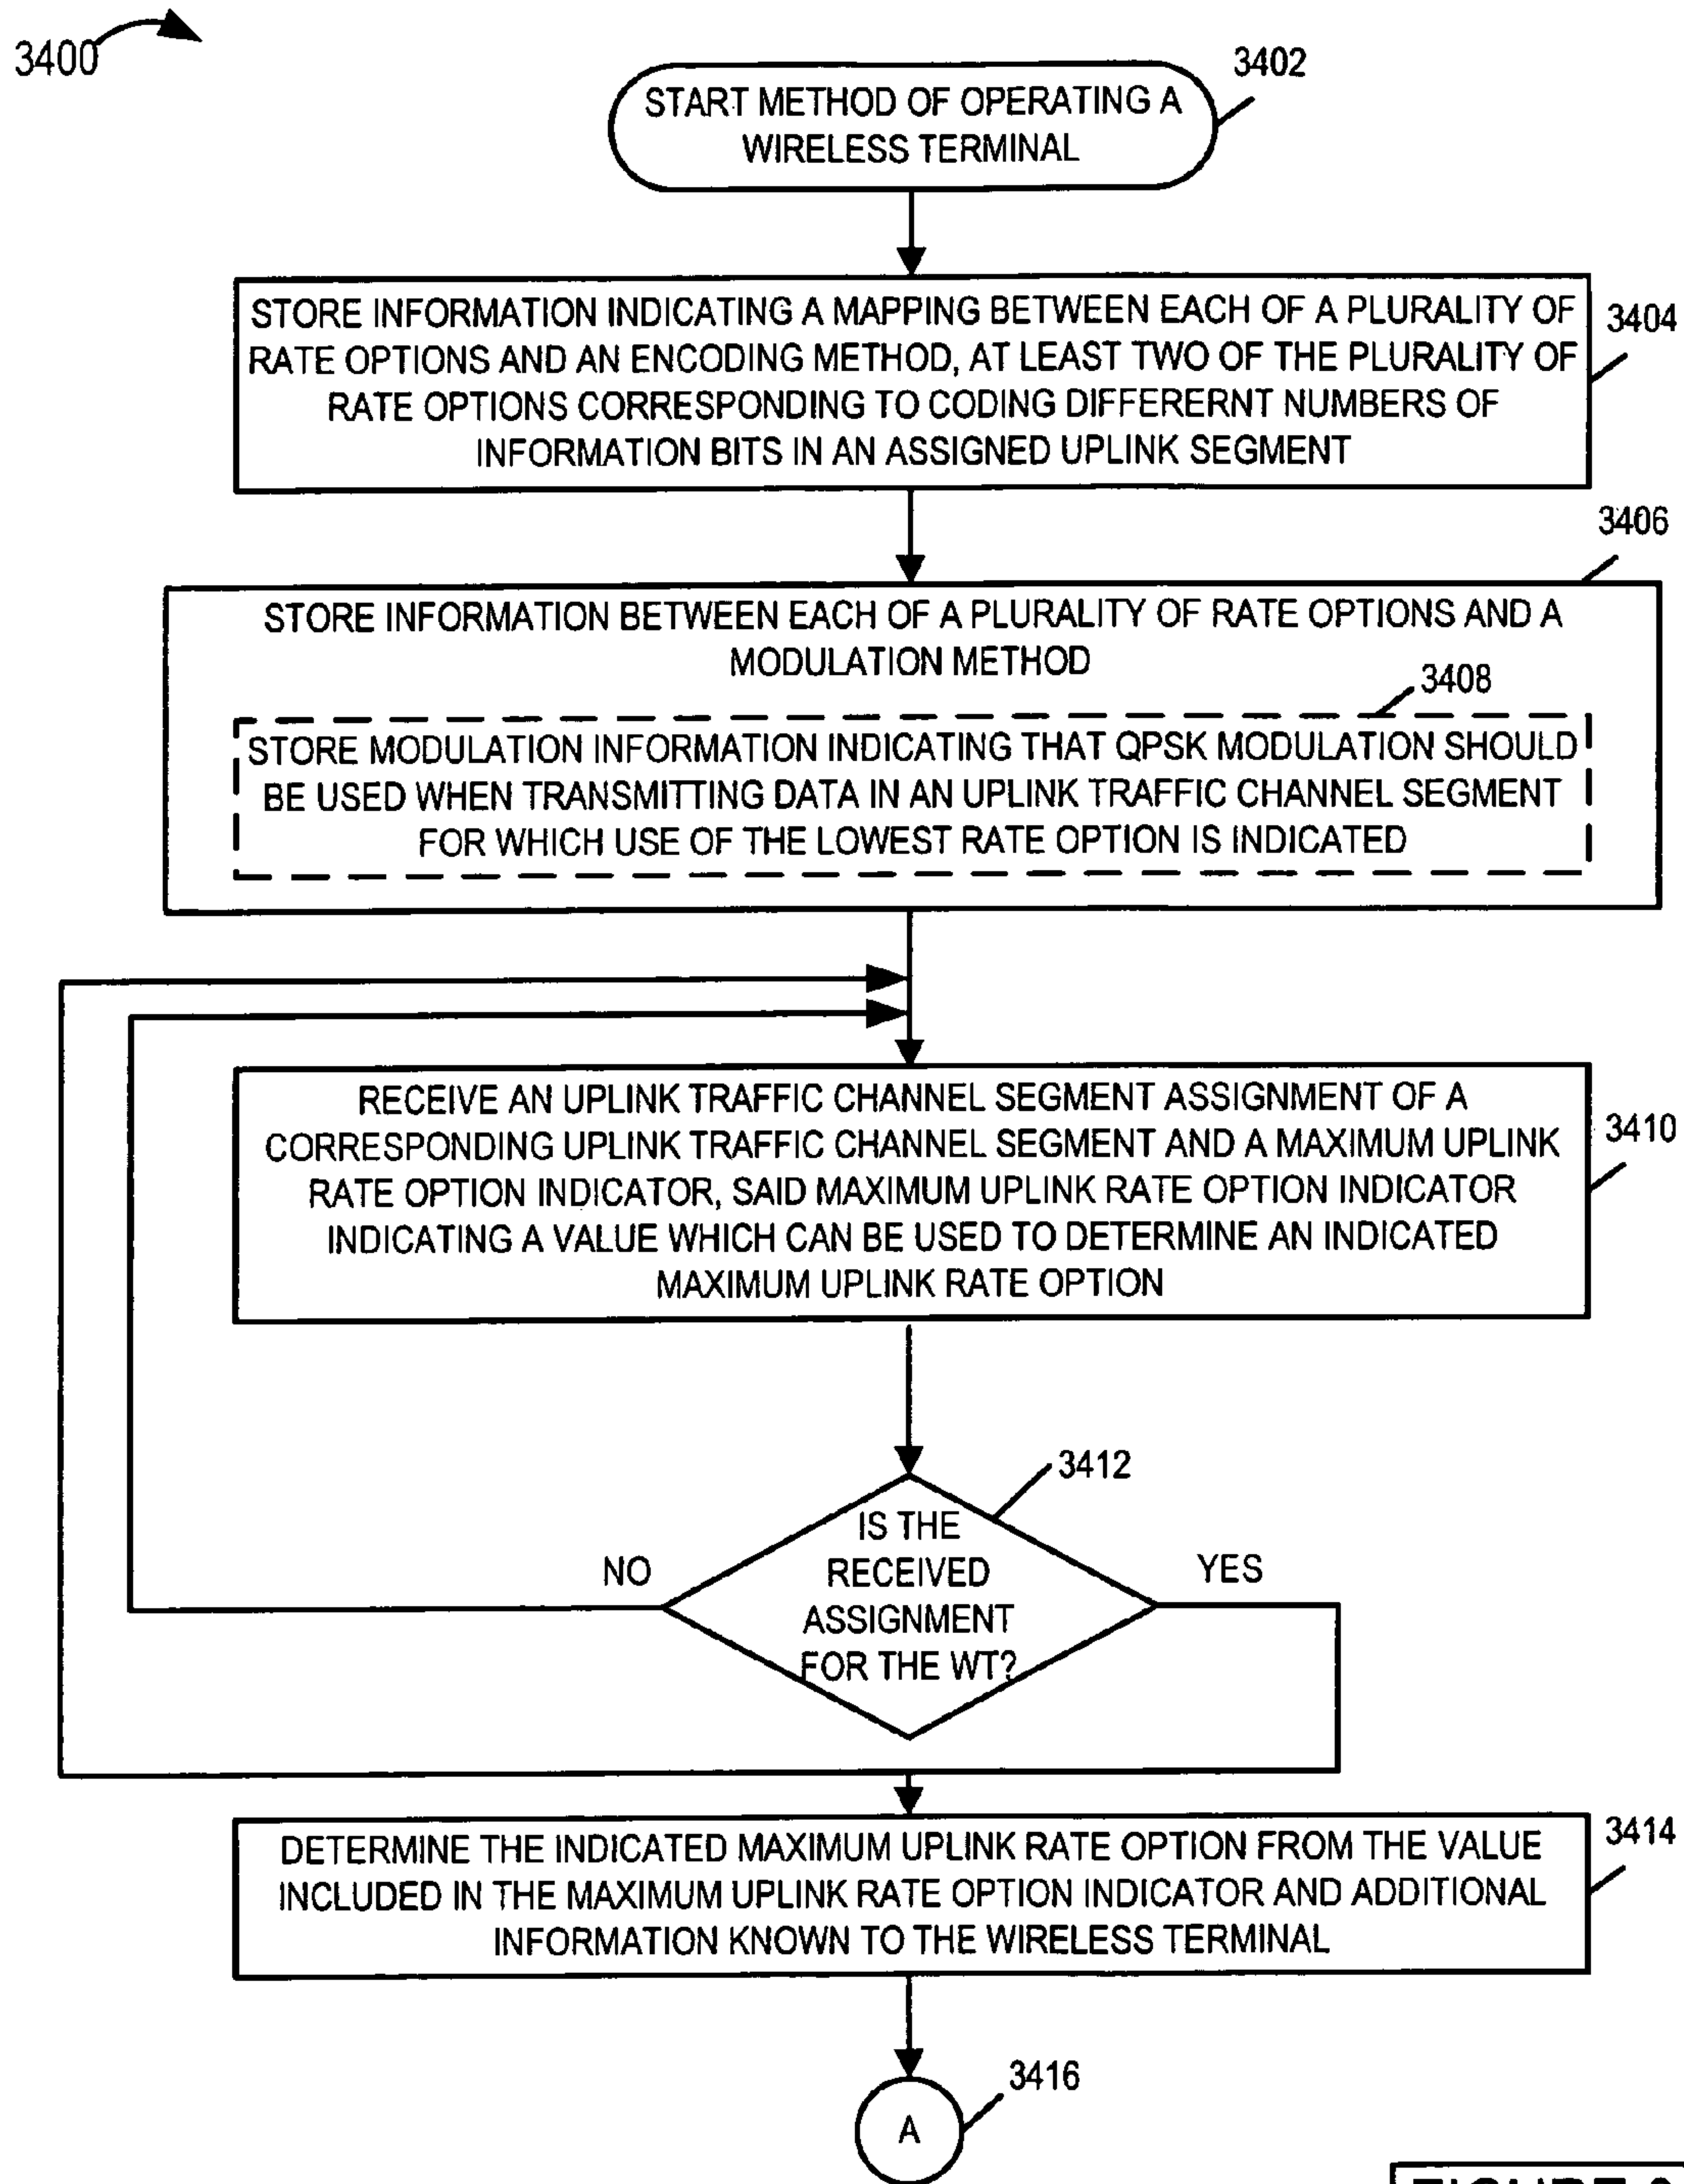 3400
3402
START METHOD OF OPERATING A
WIRELESS TERMINAL
3404
STORE INFORMATION INDICATING A MAPPING BETWEEN EACH OF A PLURALITY OF
RATE OPTIONS AND AN ENCODING METHOD, AT LEAST TWO OF THE PLURALITY OF
RATE OPTIONS CORRESPONDING TO CODING DIFFERERNT NUMBERS OF
INFORMATION BITS IN AN ASSIGNED UPLINK SEGMENT
3406
STORE INFORMATION BETWEEN EACH OF A PLURALITY OF RATE OPTIONS AND A
MODULATION METHOD
3408
STORE MODULATION INFORMATION INDICATING THAT QPSK MODULATION SHOULD
BE USED WHEN TRANSMITTING DATA IN AN UPLINK TRAFFIC CHANNEL SEGMENT
FOR WHICH USE OF THE LOWEST RATE OPTION IS INDICATED
RECEIVE AN UPLINK TRAFFIC CHANNEL SEGMENT ASSIGNMENT OF A
CORRESPONDING UPLINK TRAFFIC CHANNEL SEGMENT AND A MAXIMUM UPLINK
RATE OPTION INDICATOR, SAID MAXIMUM UPLINK RATE OPTION INDICATOR
INDICATING A VALUE WHICH CAN BE USED TO DETERMINE AN INDICATED
MAXIMUM UPLINK RATE OPTION
3410
3412
IS THE
RECEIVED
ASSIGNMENT
FOR THE WT?
NO
YES
DETERMINE THE INDICATED MAXIMUM UPLINK RATE OPTION FROM THE VALUE
INCLUDED IN THE MAXIMUM UPLINK RATE OPTION INDICATOR AND ADDITIONAL
INFORMATION KNOWN TO THE WIRELESS TERMINAL
3414
3416
A